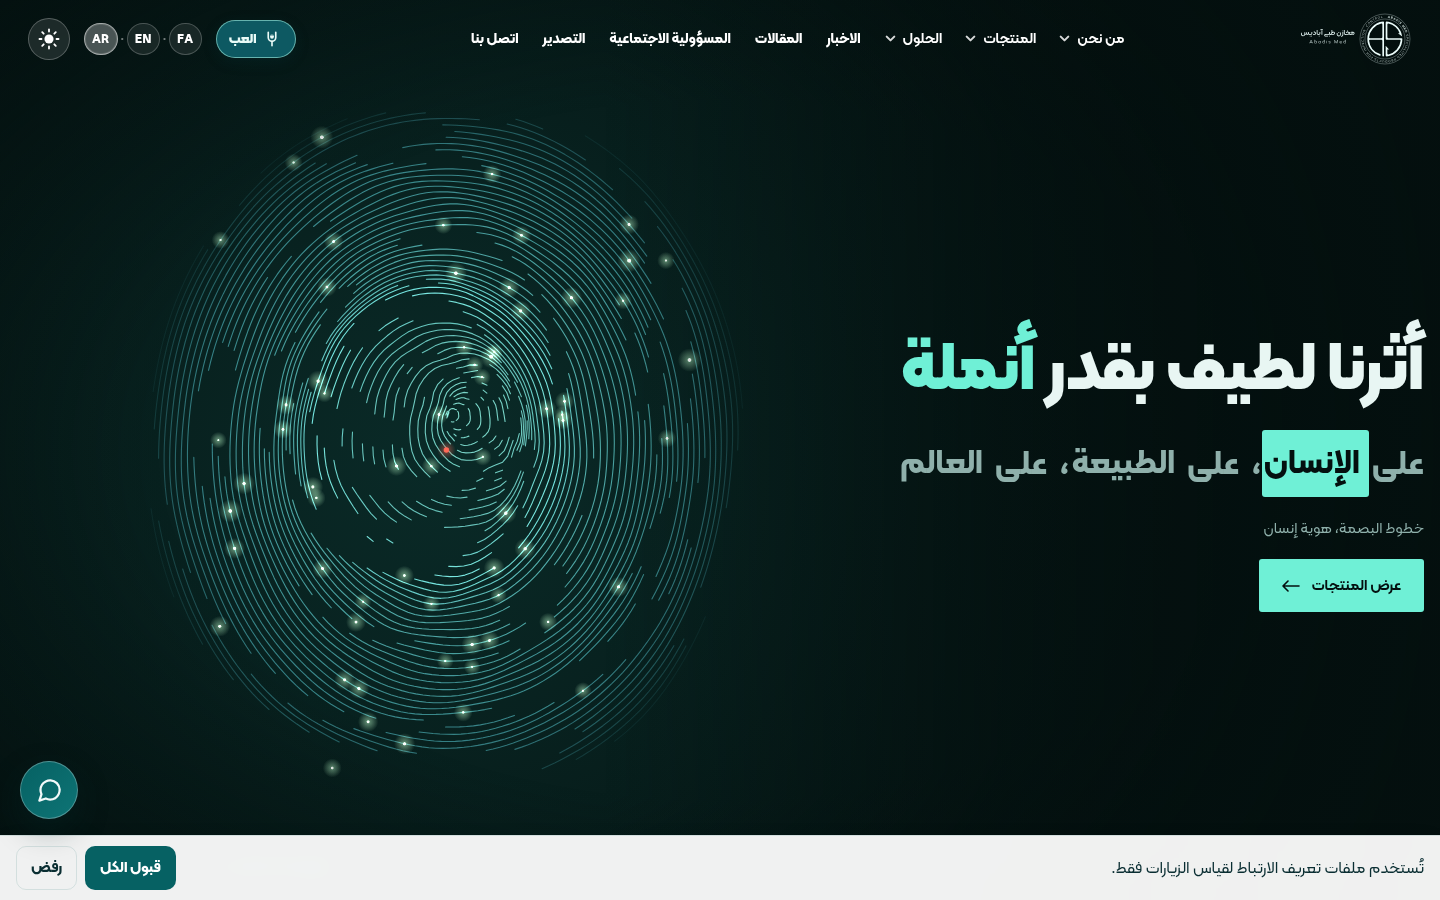 مخازن طبي آباديس
Abadis Med
من نحن
المنتجات
الحلول
الاخبار
المقالات
المسؤولية الاجتماعية
التصدير
اتصل بنا
العب
FA · EN · AR
أثرنا لطيف بقدر أنملة
على الإنسان، على الطبيعة، على العالم
خطوط البصمة، هوية إنسان
عرض المنتجات
تُستخدم ملفات تعريف الارتباط لقياس الزيارات فقط.
قبول الكل
رفض